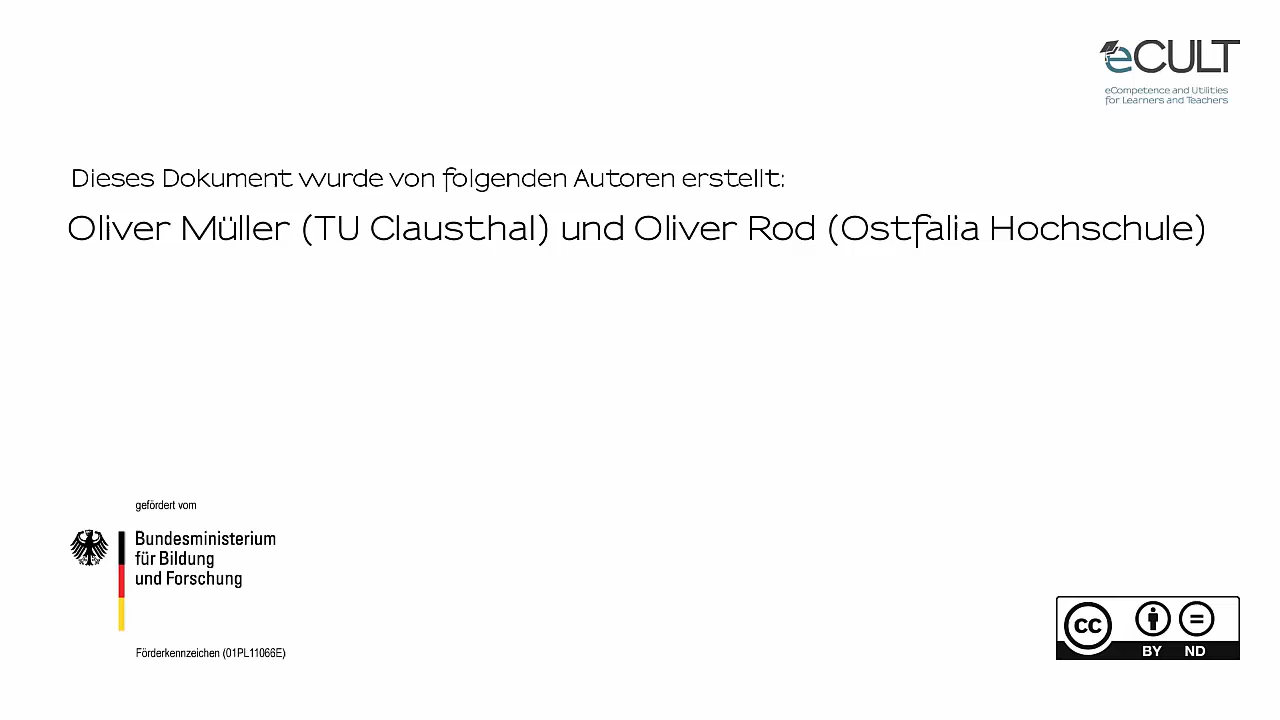 eCULT
eCompetence and Utilities
for Learners and Teachers
Dieses Dokument wurde von folgenden Autoren erstellt:
Oliver Müller (TU Clausthal) und Oliver Rod (Ostfalia Hochschule)
gefördert vom
Bundesministerium
für Bildung
und Forschung
Förderkennzeichen (01PL11066E)
cc
BY ND